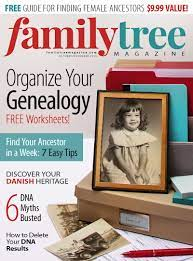 FREE GUIDE FOR FINDING FEMALE ANCESTORS $9.99 VALUE!
familytree
MAGAZINE
familytreemagazine.com
Organize Your
Genealogy
FREE Worksheets!
Find Your Ancestor
in a Week: 7 Easy Tips
DISCOVER YOUR
DANISH HERITAGE
6 DNA
Myths
Busted
How to Delete
Your DNA
Results